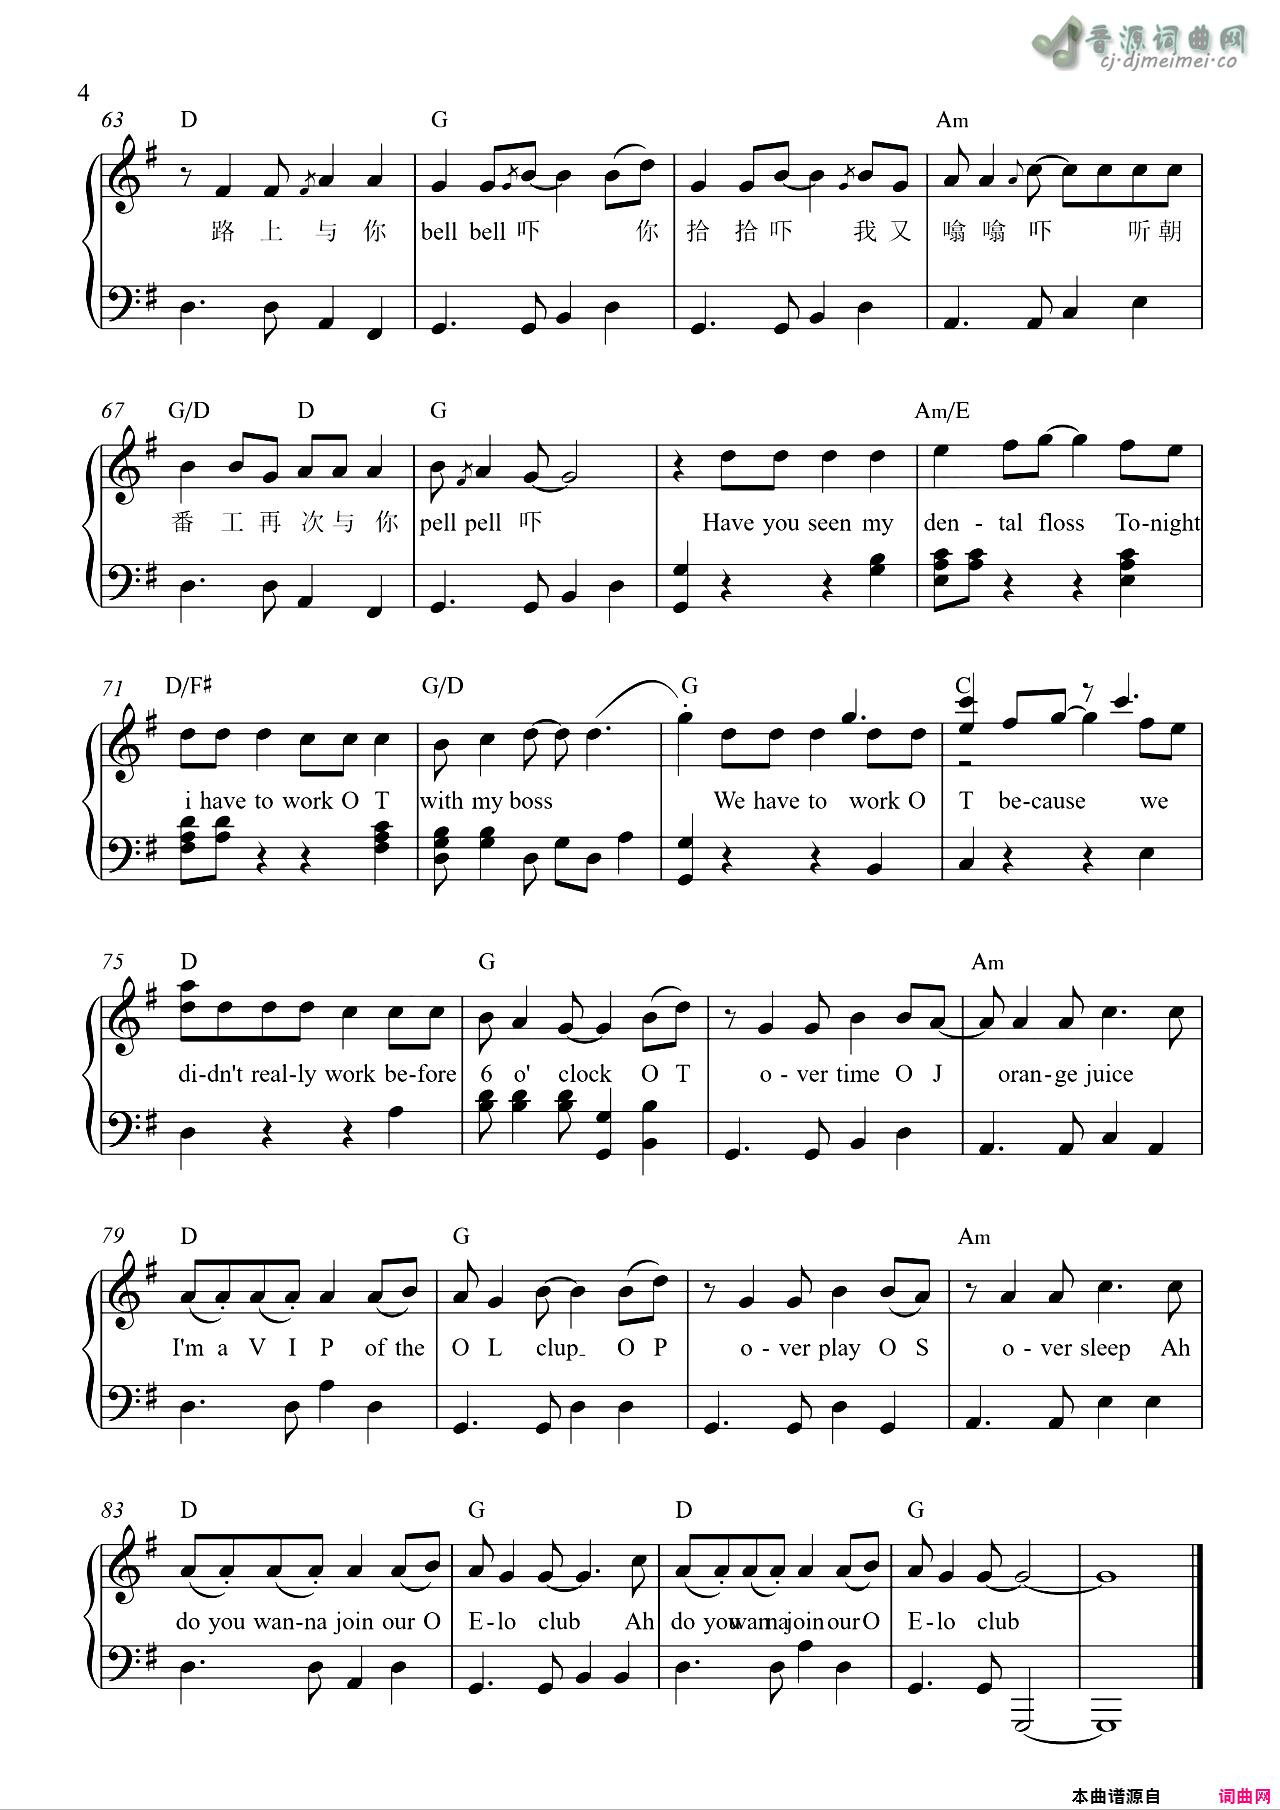 音源词曲网
cj.djmeimei.co
4
63 D G Am
路 上 与 你 bell bell 吓 你 拾 拾 吓 我 又 嗡 嗡 吓 听 朝
67 G/D D G Am/E
番 工 再 次 与 你 pell pell 吓 Have you seen my den - tal floss To-night
71 D/F♯ G/D G C
i have to work O T with my boss We have to work O T be-cause we
75 D G Am
di-dn't real-ly work be-fore 6 o' clock O T o - ver time O J oran-ge juice
79 D G Am
I'm a V I P of the O L clup_ O P o - ver play O S o - ver sleep Ah
83 D G D G
do you wan-na join our O E-lo club Ah do you wan-na join our O E-lo club
本曲谱源自 词曲网